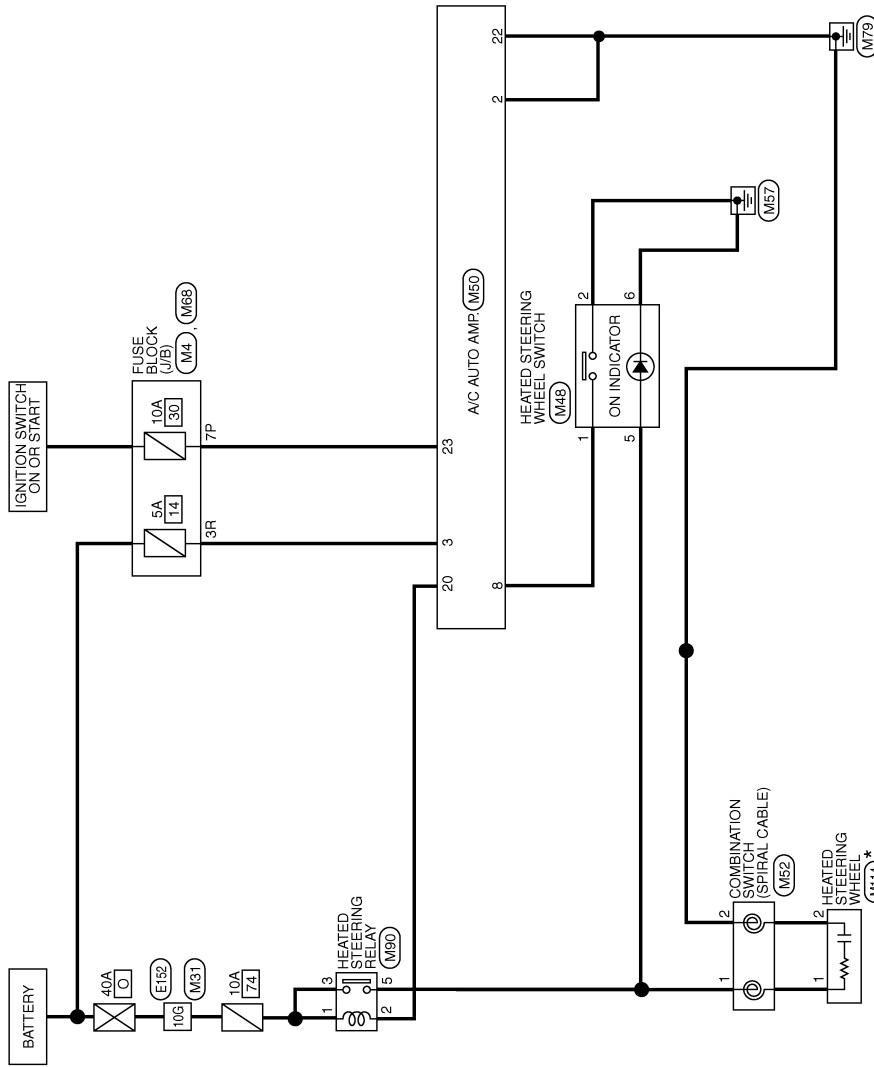 IGNITION SWITCH
ON OR START
FUSE
BLOCK
(J/B)
M4 , M68
10A
30
7P
5A
14
3R
BATTERY
40A
O
E152
M31
10G
10A
74
HEATED
STEERING
RELAY
M90
1
3
2
5
A/C AUTO AMP. M50
22
2
23
3
20
8
HEATED STEERING
WHEEL SWITCH
M48
ON INDICATOR
1
2
5
6
M57
M79
COMBINATION
SWITCH
(SPIRAL CABLE)
M52
1
2
HEATED
STEERING
WHEEL
*
1
2